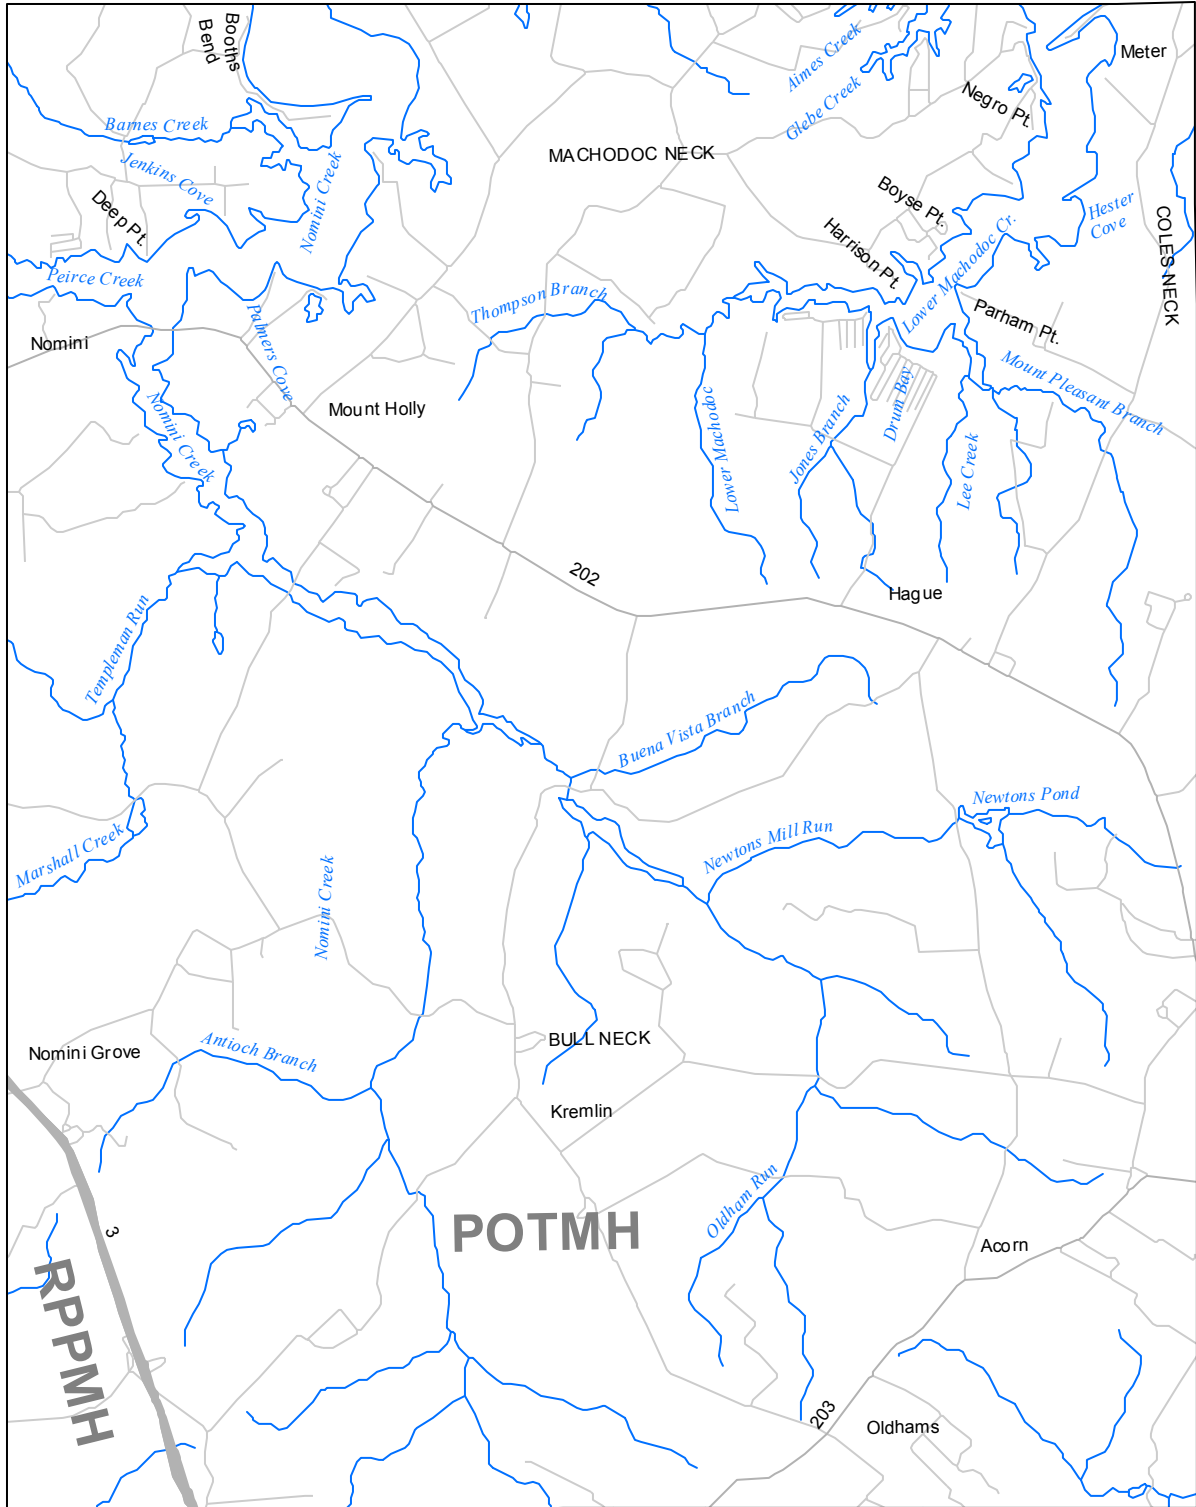 Booths
Bend
Aimes Creek
Meter
Glebe Creek
Negro Pt.
Barnes Creek
Jenkins Cove
Nomini Creek
MACHODOC NECK
Deep Pt.
Boyse Pt.
Hester
Cove
COLES NECK
Harrison Pt.
Lower Machodoc Cr.
Peirce Creek
Thompson Branch
Palmers Cove
Parham Pt.
Nomini
Mount Pleasant Branch
Mount Holly
Nomini Creek
Lower Machodoc
Jones Branch
Drum Bay
Lee Creek
202
Hague
Templeman Run
Buena Vista Branch
Newtons Pond
Marshall Creek
Newtons Mill Run
Nomini Creek
Nomini Grove
Antioch Branch
BULL NECK
Kremlin
Oldham Run
3
POTMH
Acorn
RPPMH
203
Oldhams